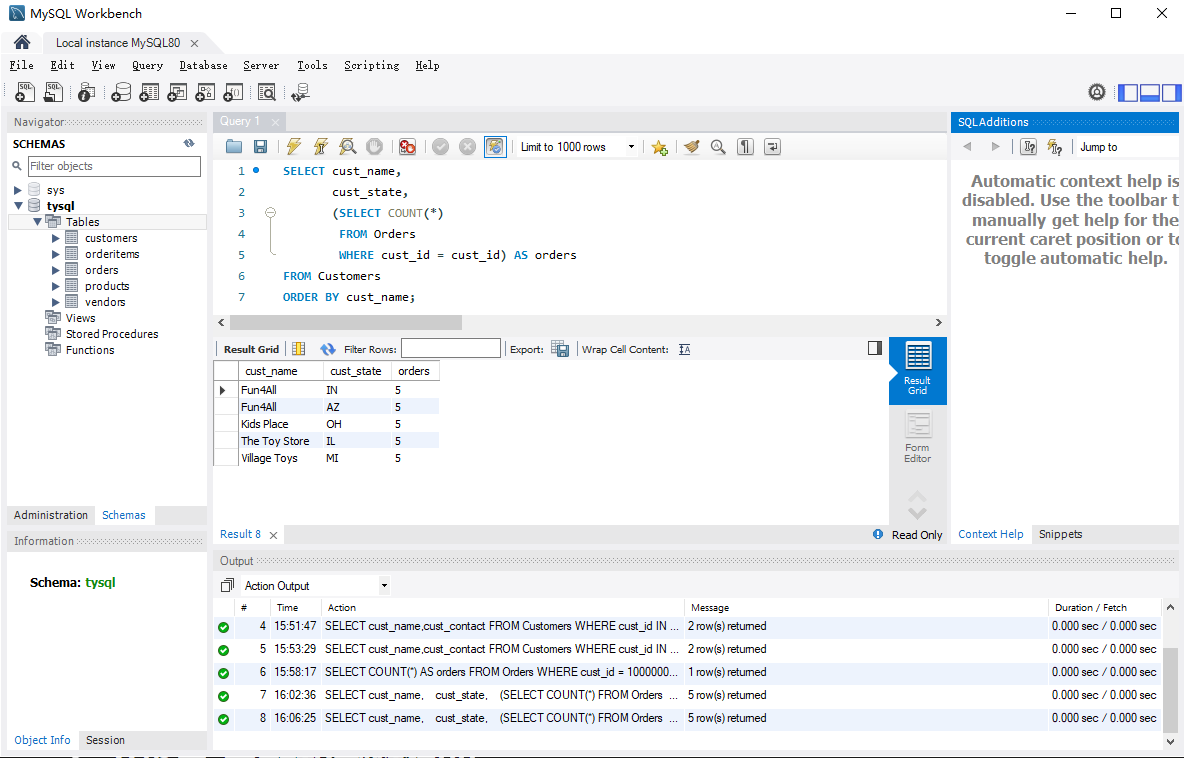 MySQL Workbench
Local instance MySQL80
File Edit View Query Database Server Tools Scripting Help
Navigator
SCHEMAS
Filter objects
sys
tysql
Tables
customers
orderitems
orders
products
vendors
Views
Stored Procedures
Functions
Administration Schemas
Information
Schema: tysql
Object Info Session
Query 1
Limit to 1000 rows
1 SELECT cust_name,
2 cust_state,
3 (SELECT COUNT(*)
4 FROM Orders
5 WHERE cust_id = cust_id) AS orders
6 FROM Customers
7 ORDER BY cust_name;
Result Grid Filter Rows: Export: Wrap Cell Content:
cust_name cust_state orders
Fun4All IN 5
Fun4All AZ 5
Kids Place OH 5
The Toy Store IL 5
Village Toys MI 5
Result Grid
Form Editor
Result 8
Read Only
SQLAdditions
Jump to
Automatic context help is
disabled. Use the toolbar t
manually get help for the
current caret position or to
toggle automatic help.
Context Help Snippets
Output
Action Output
# Time Action Message Duration / Fetch
4 15:51:47 SELECT cust_name,cust_contact FROM Customers WHERE cust_id IN ... 2 row(s) returned 0.000 sec / 0.000 sec
5 15:53:29 SELECT cust_name,cust_contact FROM Customers WHERE cust_id IN ... 2 row(s) returned 0.000 sec / 0.000 sec
6 15:58:17 SELECT COUNT(*) AS orders FROM Orders WHERE cust_id = 1000000... 1 row(s) returned 0.000 sec / 0.000 sec
7 16:02:36 SELECT cust_name, cust_state, (SELECT COUNT(*) FROM Orders ... 5 row(s) returned 0.000 sec / 0.000 sec
8 16:06:25 SELECT cust_name, cust_state, (SELECT COUNT(*) FROM Orders ... 5 row(s) returned 0.000 sec / 0.000 sec